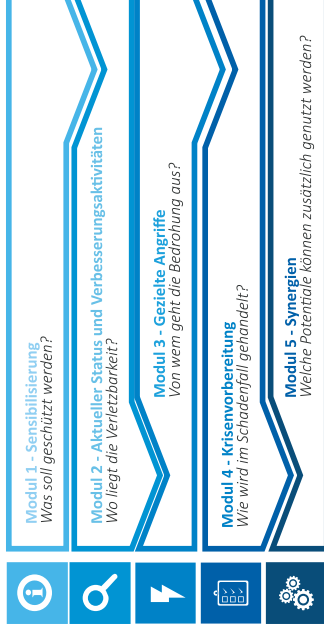 Modul 1 - Sensibilisierung
Was soll geschützt werden?
Modul 2 - Aktueller Status und Verbesserungsaktivitäten
Wo liegt die Verletzbarkeit?
Modul 3 - Gezielte Angriffe
Von wem geht die Bedrohung aus?
Modul 4 - Krisenvorbereitung
Wie wird im Schadenfall gehandelt?
Modul 5 - Synergien
Welche Potentiale können zusätzlich genutzt werden?